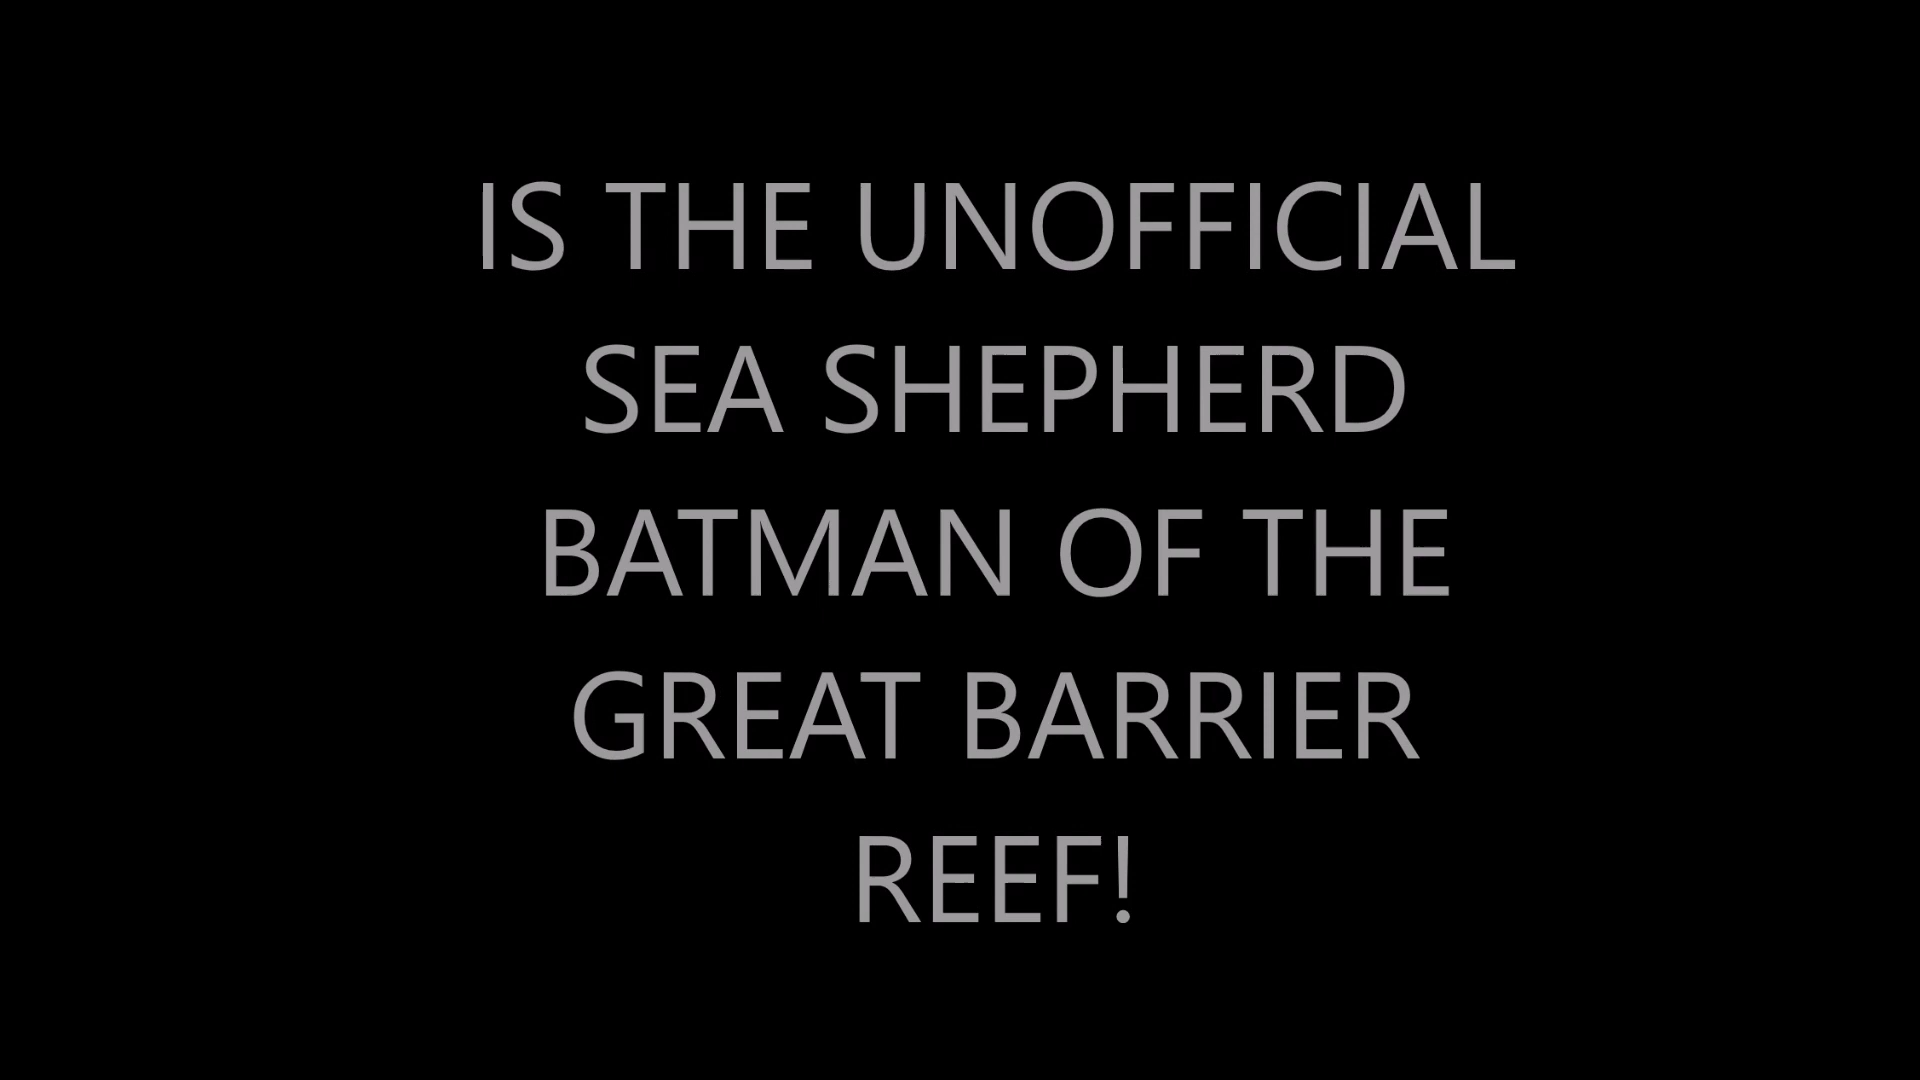 IS THE UNOFFICIAL
SEA SHEPHERD
BATMAN OF THE
GREAT BARRIER
REEF!